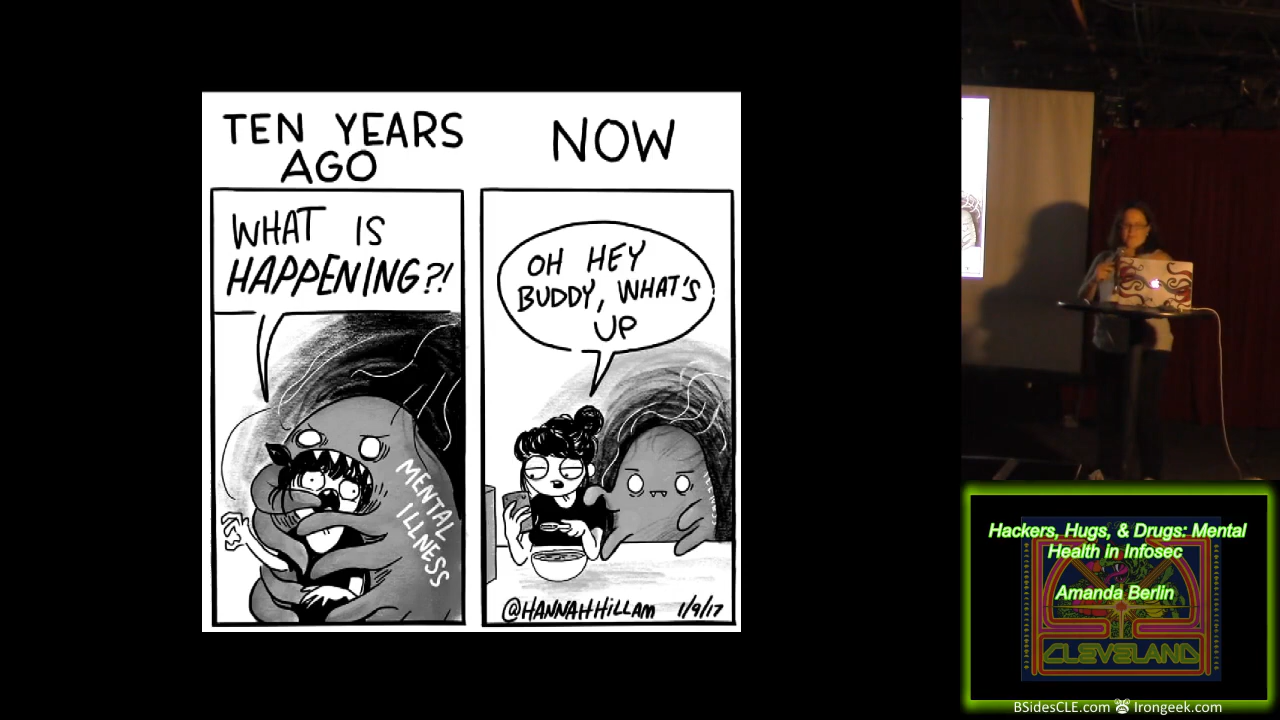 TEN YEARS
AGO
NOW
WHAT IS
HAPPENING?!
OH HEY
BUDDY, WHAT'S
UP
MENTAL
ILLNESS
@HANNAHHILLAM 1/9/17
Hackers, Hugs, & Drugs: Mental
Health in Infosec
Amanda Berlin
CLEVELAND
BSidesCLE.com Irongeek.com